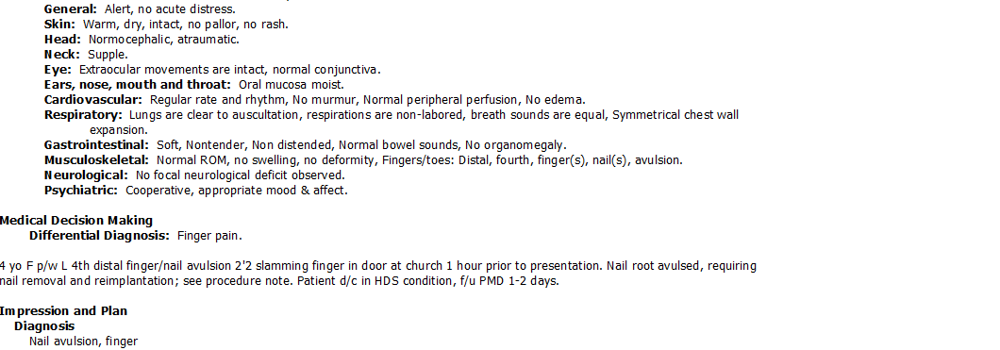 General: Alert, no acute distress.
Skin: Warm, dry, intact, no pallor, no rash.
Head: Normocephalic, atraumatic.
Neck: Supple.
Eye: Extraocular movements are intact, normal conjunctiva.
Ears, nose, mouth and throat: Oral mucosa moist.
Cardiovascular: Regular rate and rhythm, No murmur, Normal peripheral perfusion, No edema.
Respiratory: Lungs are clear to auscultation, respirations are non-labored, breath sounds are equal, Symmetrical chest wall
expansion.
Gastrointestinal: Soft, Nontender, Non distended, Normal bowel sounds, No organomegaly.
Musculoskeletal: Normal ROM, no swelling, no deformity, Fingers/toes: Distal, fourth, finger(s), nail(s), avulsion.
Neurological: No focal neurological deficit observed.
Psychiatric: Cooperative, appropriate mood & affect.
Medical Decision Making
Differential Diagnosis: Finger pain.
4 yo F p/w L 4th distal finger/nail avulsion 2'2 slamming finger in door at church 1 hour prior to presentation. Nail root avulsed, requiring
nail removal and reimplantation; see procedure note. Patient d/c in HDS condition, f/u PMD 1-2 days.
Impression and Plan
Diagnosis
Nail avulsion, finger